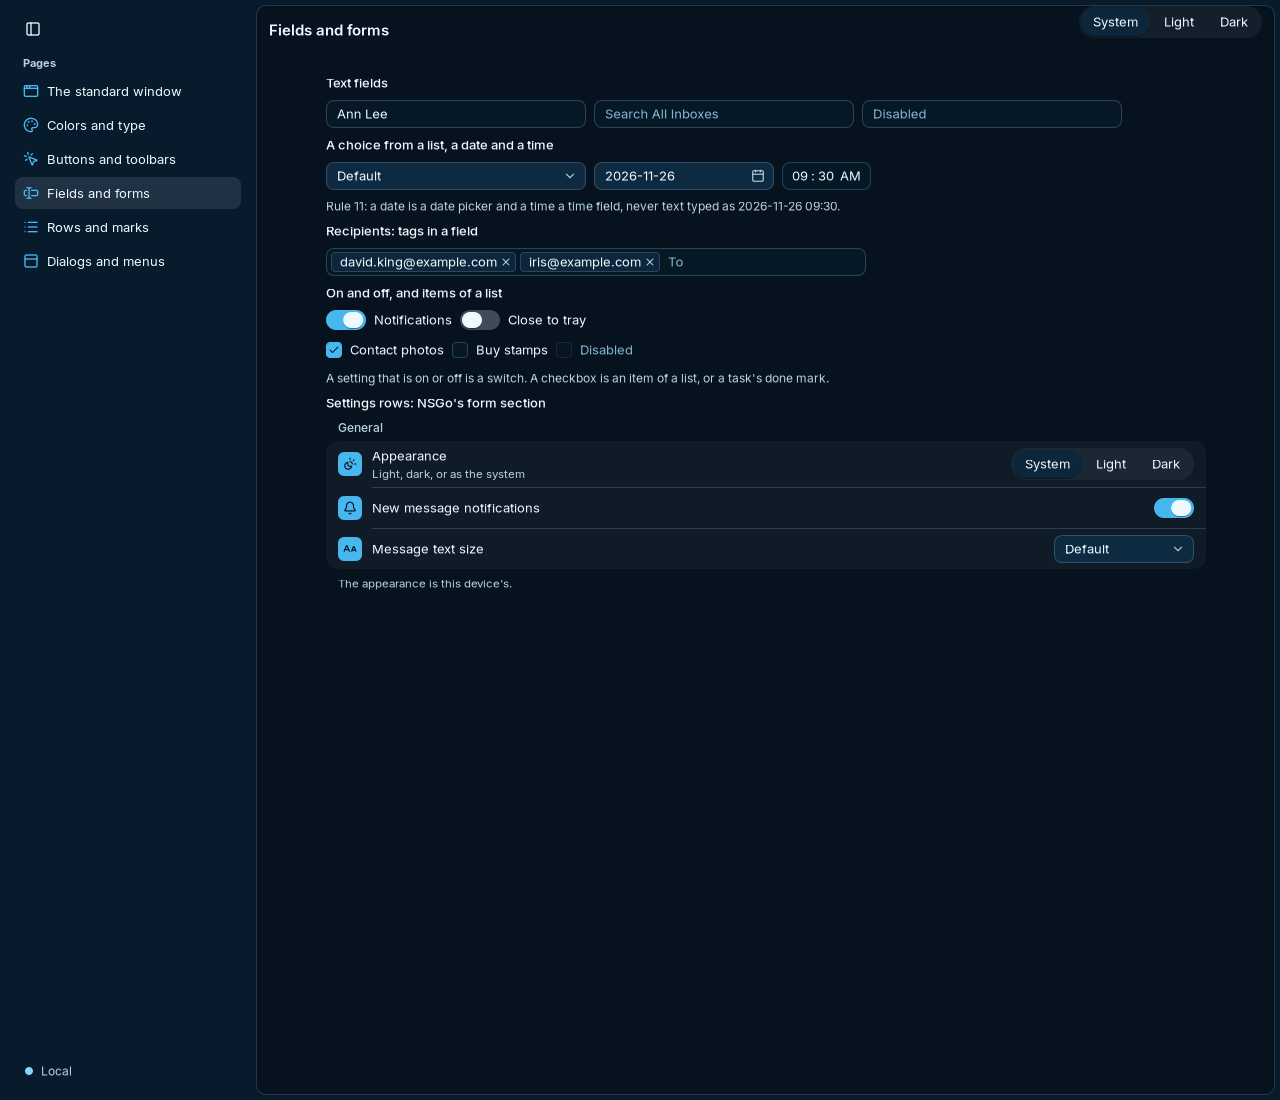 Fields and forms
System Light Dark
Pages
The standard window
Colors and type
Buttons and toolbars
Fields and forms
Rows and marks
Dialogs and menus
Local
Text fields
Ann Lee
Search All Inboxes
Disabled
A choice from a list, a date and a time
Default
2026-11-26
09 : 30 AM
Rule 11: a date is a date picker and a time a time field, never text typed as 2026-11-26 09:30.
Recipients: tags in a field
david.king@example.com iris@example.com To
On and off, and items of a list
Notifications Close to tray
Contact photos Buy stamps Disabled
A setting that is on or off is a switch. A checkbox is an item of a list, or a task's done mark.
Settings rows: NSGo's form section
General
Appearance
Light, dark, or as the system
System Light Dark
New message notifications
Message text size
Default
The appearance is this device's.